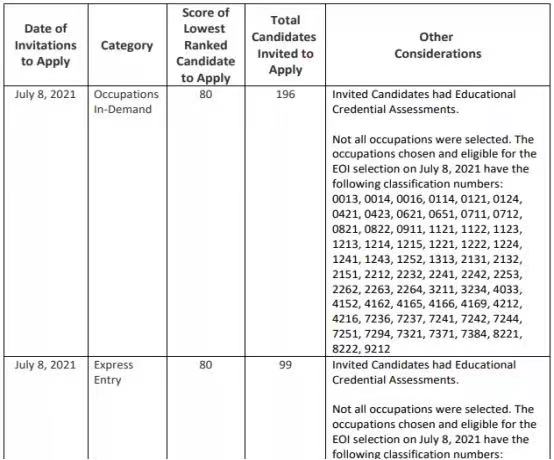 Date of
Invitations
to Apply
Category
Score of
Lowest
Ranked
Candidate
to Apply
Total
Candidates
Invited to
Apply
Other
Considerations
July 8, 2021
Occupations
In-Demand
80
196
Invited Candidates had Educational
Credential Assessments.
Not all occupations were selected. The
occupations chosen and eligible for the
EOI selection on July 8, 2021 have the
following classification numbers:
0013, 0014, 0016, 0114, 0121, 0124,
0421, 0423, 0621, 0651, 0711, 0712,
0821, 0822, 0911, 1121, 1122, 1123,
1213, 1214, 1215, 1221, 1222, 1224,
1241, 1243, 1252, 1313, 2131, 2132,
2151, 2212, 2232, 2241, 2242, 2253,
2262, 2263, 2264, 3211, 3234, 4033,
4152, 4162, 4165, 4166, 4169, 4212,
4216, 7236, 7237, 7241, 7242, 7244,
7251, 7294, 7321, 7371, 7384, 8221,
8222, 9212
July 8, 2021
Express
Entry
80
99
Invited Candidates had Educational
Credential Assessments.
Not all occupations were selected. The
occupations chosen and eligible for the
EOI selection on July 8, 2021 have the
following classification numbers: